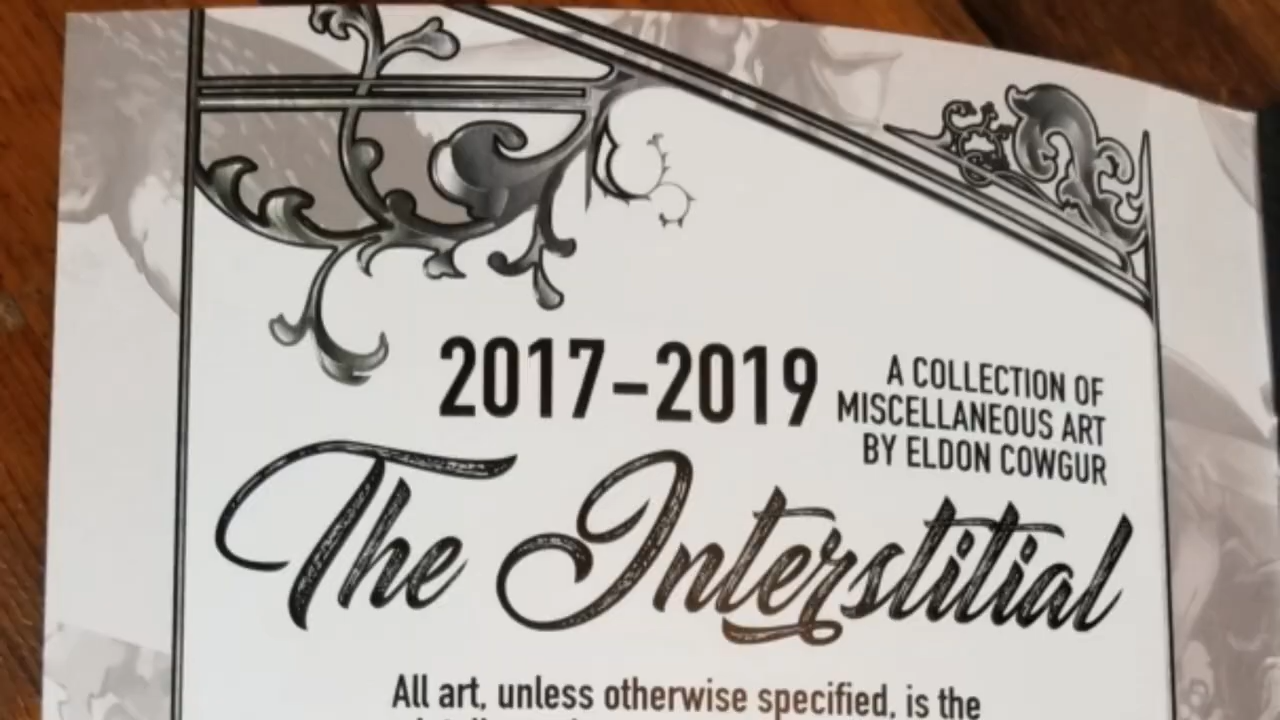 2017-2019
A COLLECTION OF
MISCELLANEOUS ART
BY ELDON COWGUR
The Interstitial
All art, unless otherwise specified, is the